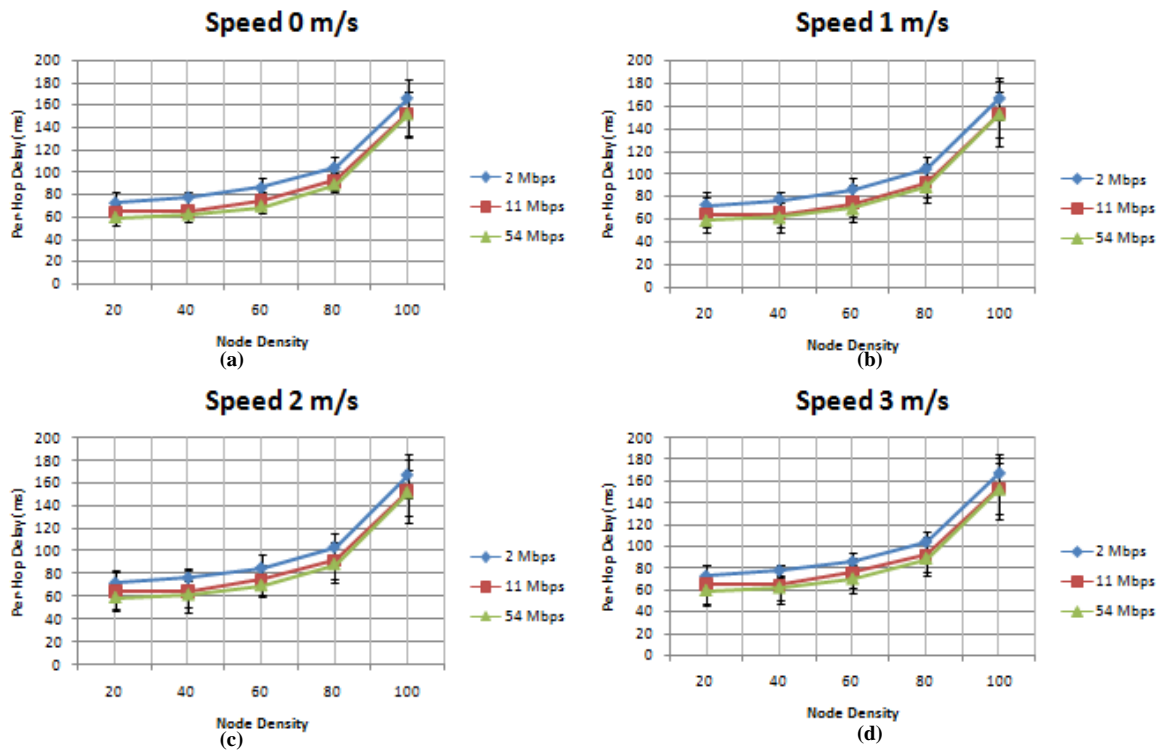 Speed 0 m/s
Per-Hop Delay (ms)
200
180
160
140
120
100
80
60
40
20
0
20 40 60 80 100
Node Density
2 Mbps
11 Mbps
54 Mbps
(a)
Speed 1 m/s
Per-Hop Delay (ms)
200
180
160
140
120
100
80
60
40
20
0
20 40 60 80 100
Node Density
2 Mbps
11 Mbps
54 Mbps
(b)
Speed 2 m/s
Per-Hop Delay (ms)
200
180
160
140
120
100
80
60
40
20
0
20 40 60 80 100
Node Density
2 Mbps
11 Mbps
54 Mbps
(c)
Speed 3 m/s
Per-Hop Delay (ms)
200
180
160
140
120
100
80
60
40
20
0
20 40 60 80 100
Node Density
2 Mbps
11 Mbps
54 Mbps
(d)